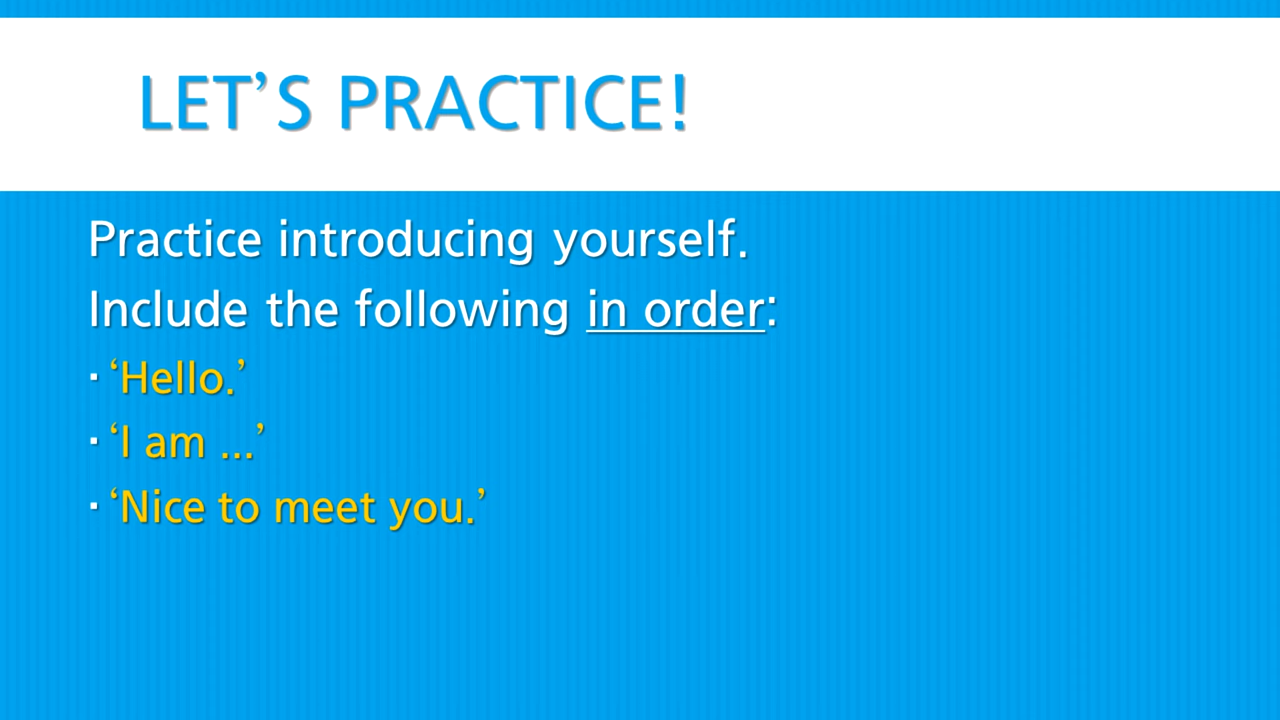 LET’S PRACTICE!
Practice introducing yourself.
Include the following in order:
▪ ‘Hello.’
▪ ‘I am ...’
▪ ‘Nice to meet you.’